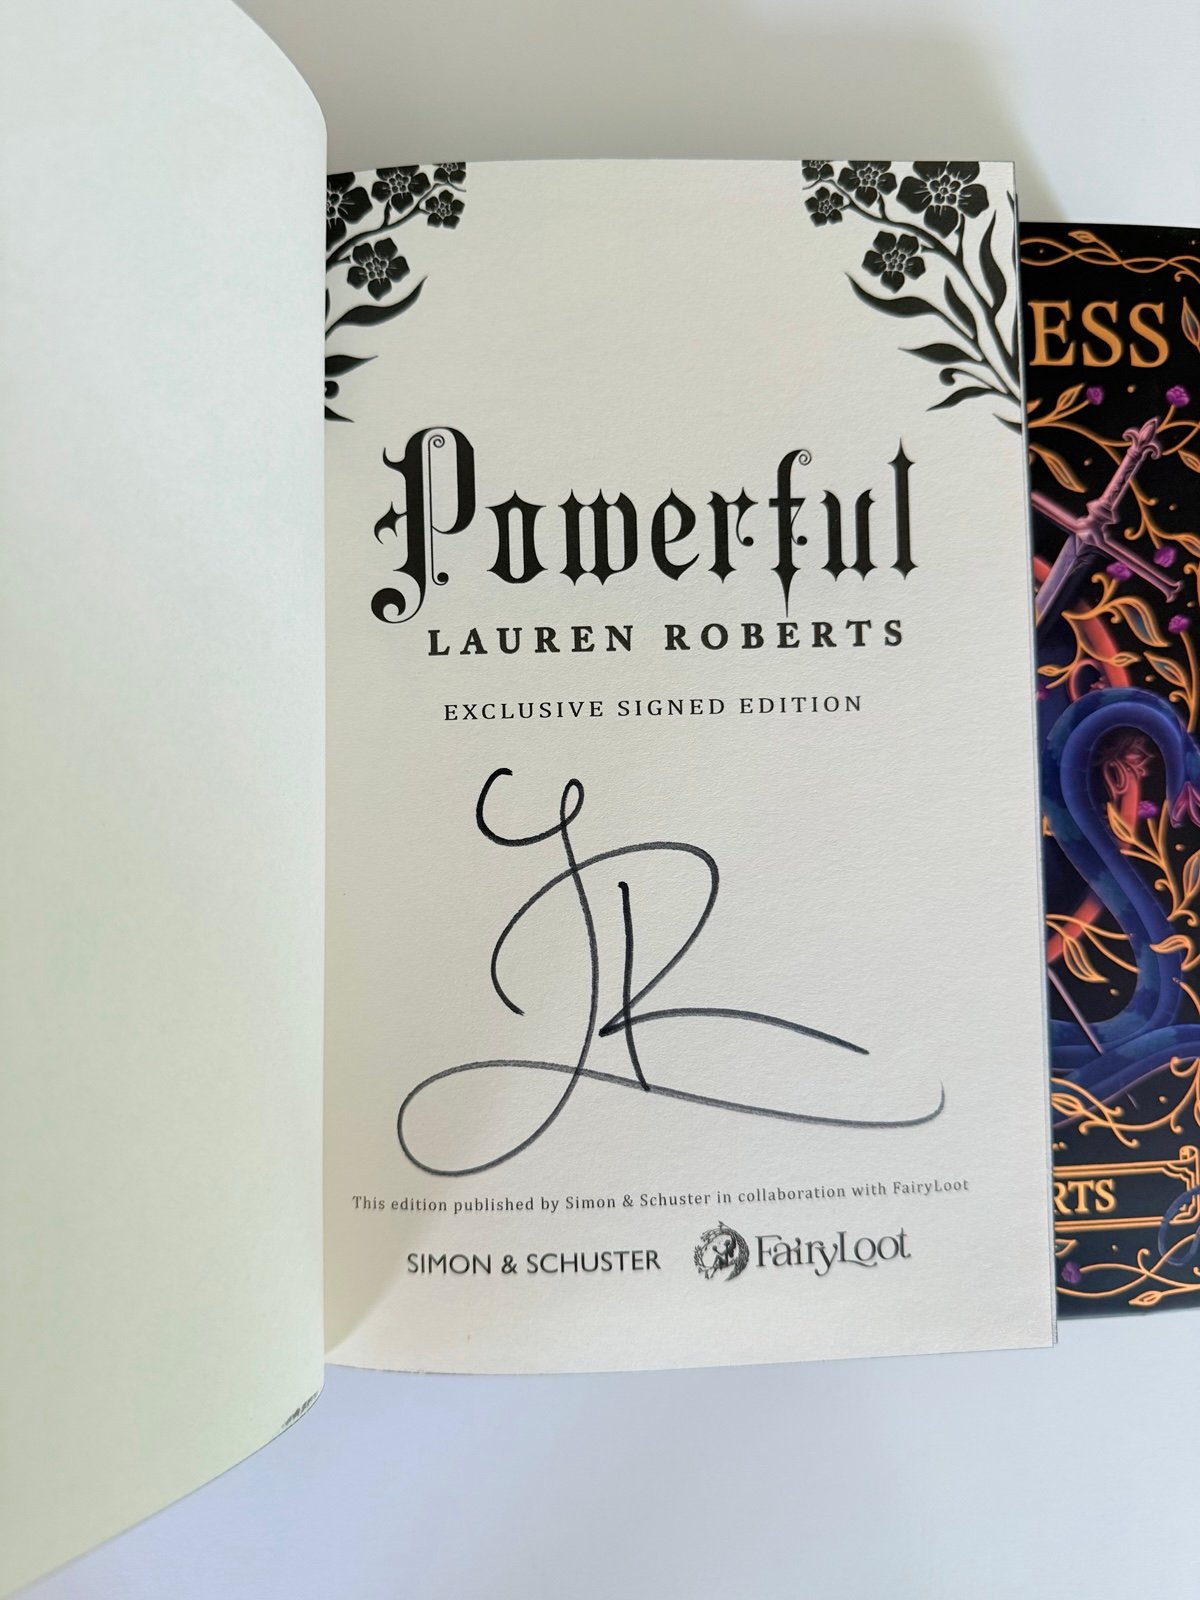 Powerful
LAUREN ROBERTS
EXCLUSIVE SIGNED EDITION
LR
This edition published by Simon & Schuster in collaboration with FairyLoot
SIMON & SCHUSTER FairyLoot
ESS
RTS